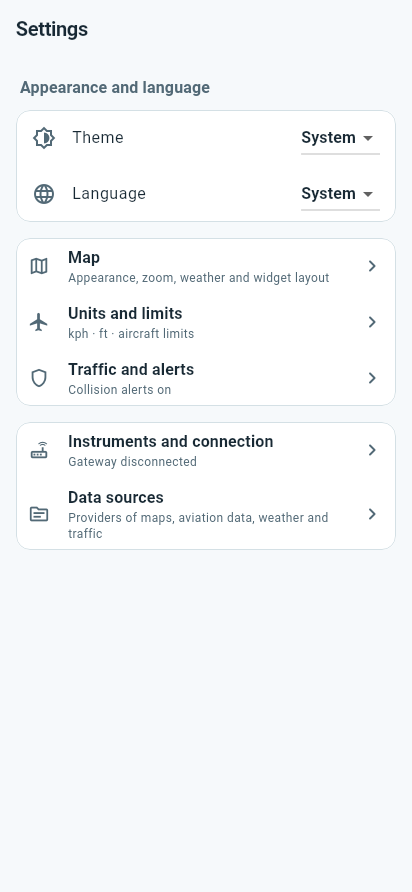 Settings
Appearance and language
Theme System
Language System
Map
Appearance, zoom, weather and widget layout
Units and limits
kph · ft · aircraft limits
Traffic and alerts
Collision alerts on
Instruments and connection
Gateway disconnected
Data sources
Providers of maps, aviation data, weather and
traffic